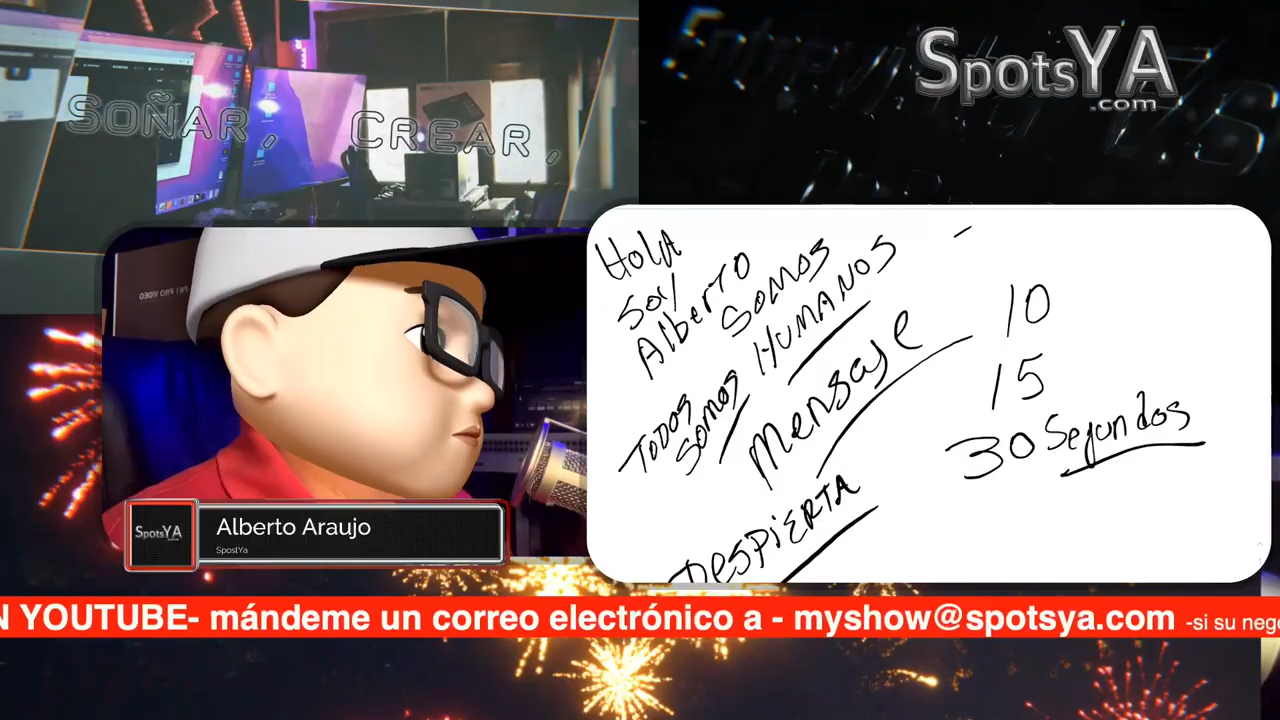 SOÑAR, CREAR,
SpotsYA
.com
HolA
Soy
Alberto
SOMOS
HUMANOS
TODOS
SOMOS
Mensaje
DESPIERTA
10
15
30 Segundos
SpotsYA
Alberto Araujo
SpostYa
N YOUTUBE- mándeme un correo electrónico a - myshow@spotsya.com -si su nego